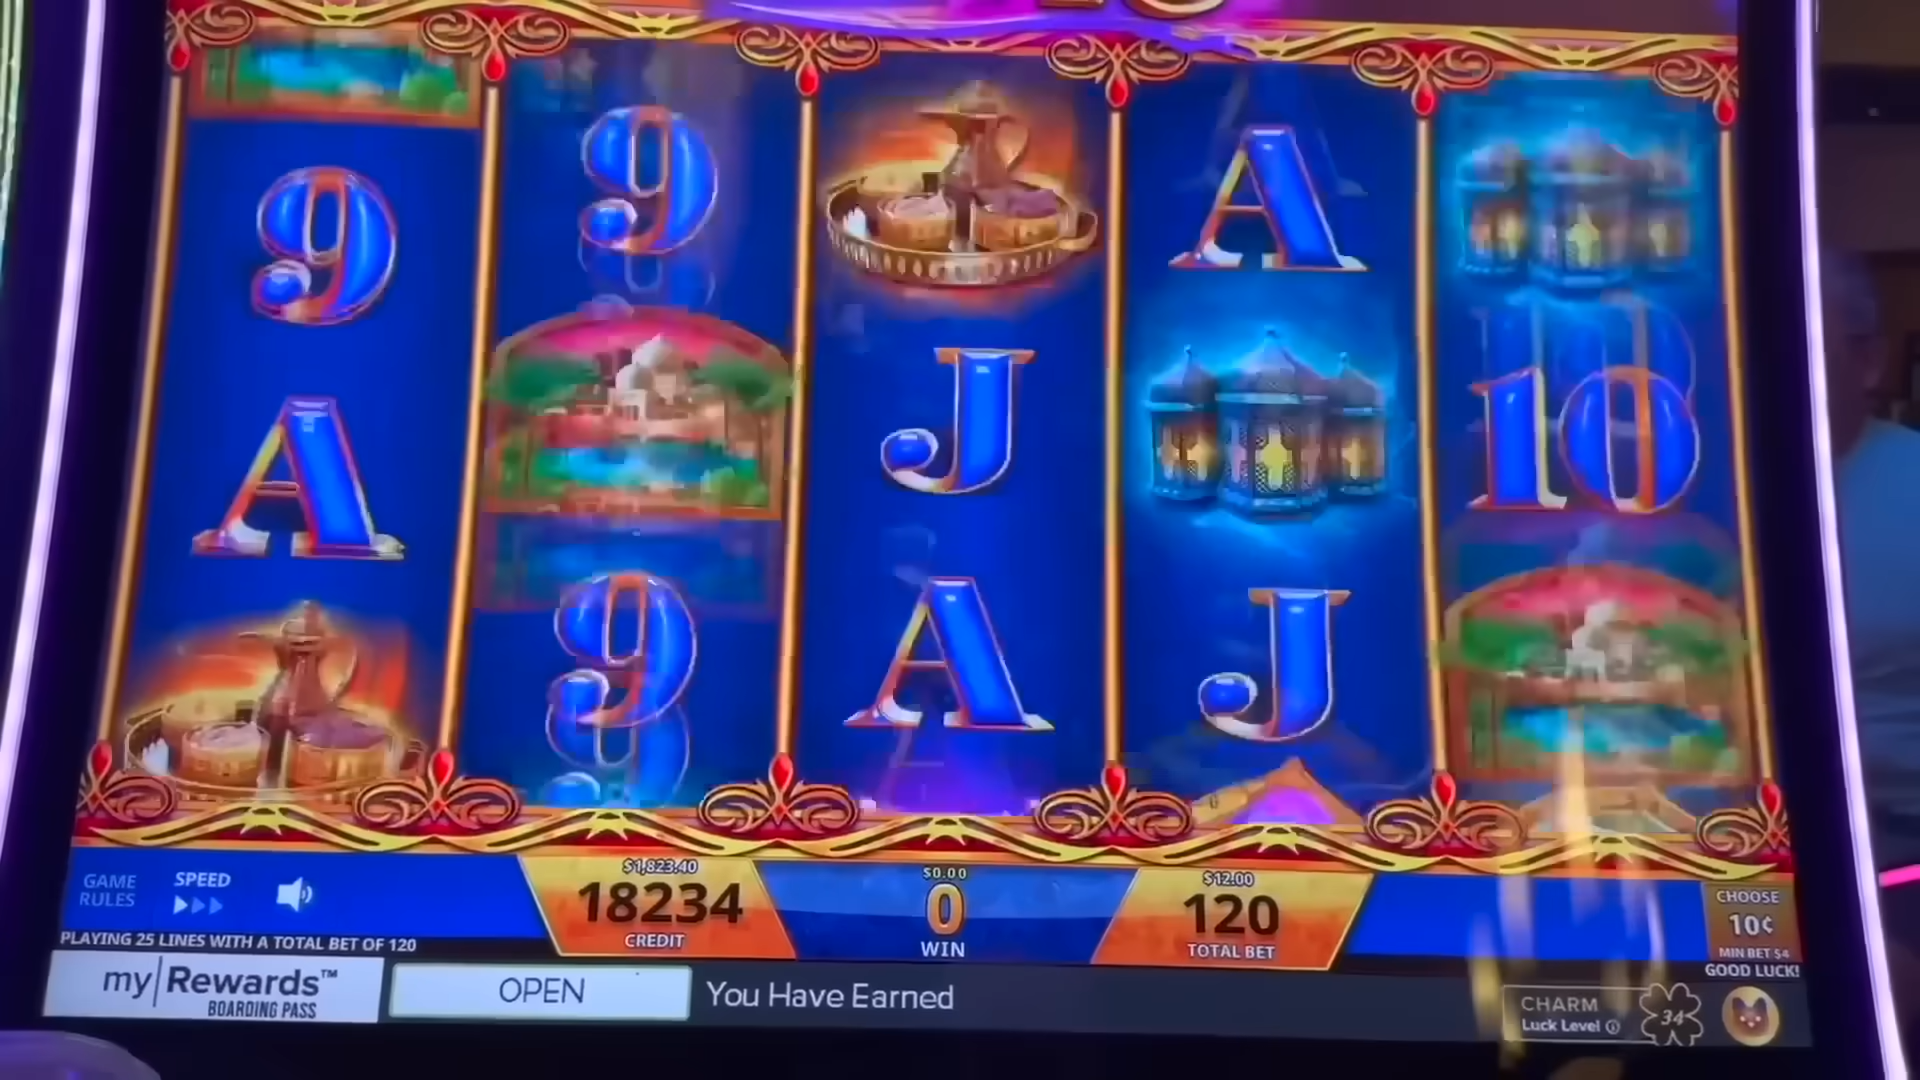 9 9 A
A J 10
9 A J
GAME RULES
SPEED
$1,823.40
18234
CREDIT
$0.00
0
WIN
$12.00
120
TOTAL BET
CHOOSE
10¢
MIN BET $4
PLAYING 25 LINES WITH A TOTAL BET OF 120
GOOD LUCK!
my|Rewards™
BOARDING PASS
OPEN
You Have Earned
CHARM
Luck Level
34